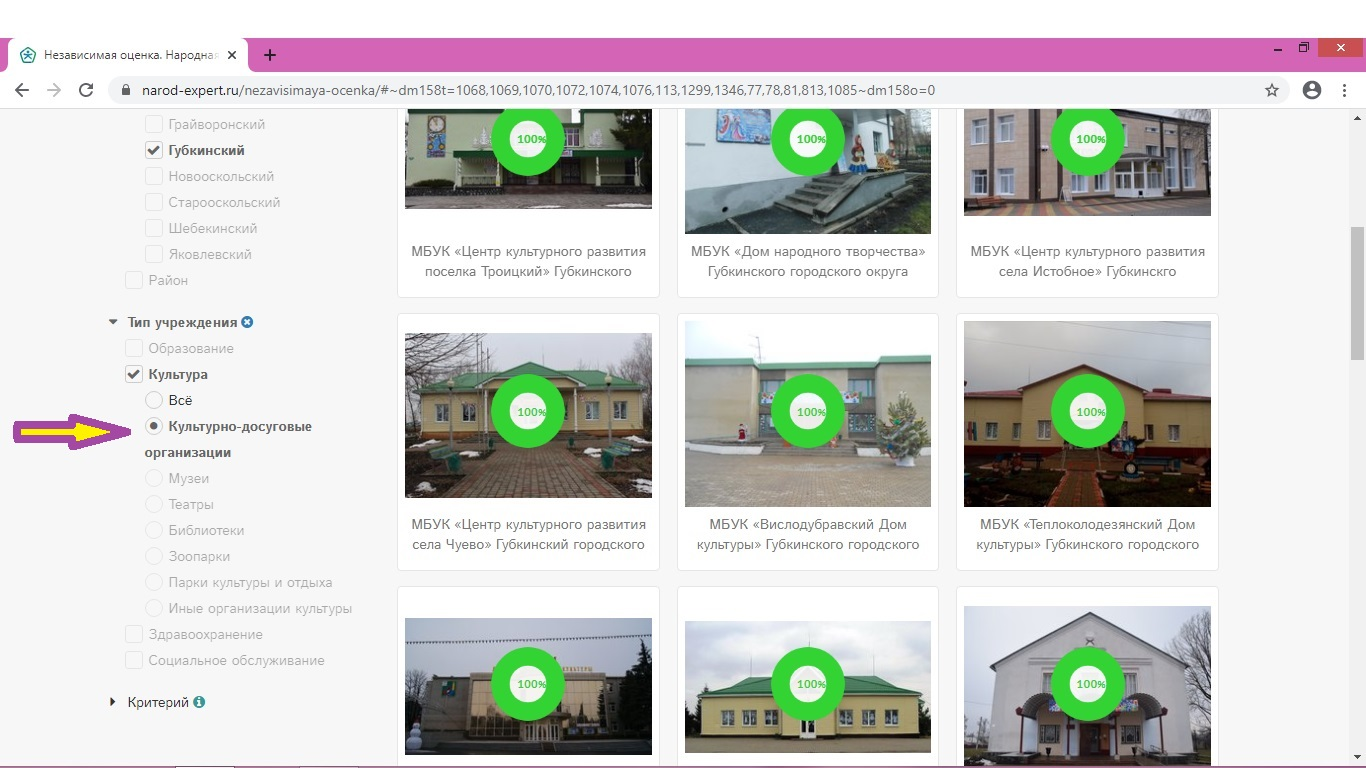 Независимая оценка. Народная
narod-expert.ru/nezavisimaya-ocenka/#~dm158t=1068,1069,1070,1072,1074,1076,113,1299,1346,77,78,81,813,1085~dm158o=0
Грайворонский
Губкинский
Новооскольский
Старооскольский
Шебекинский
Яковлевский
Район
Тип учреждения
Образование
Культура
Всё
Культурно-досуговые
организации
Музеи
Театры
Библиотеки
Зоопарки
Парки культуры и отдыха
Иные организации культуры
Здравоохранение
Социальное обслуживание
Критерий
100%
МБУК «Центр культурного развития
поселка Троицкий» Губкинского
100%
МБУК «Дом народного творчества»
Губкинского городского округа
100%
МБУК «Центр культурного развития
села Истобное» Губкинскго
100%
МБУК «Центр культурного развития
села Чуево» Губкинский городского
100%
МБУК «Вислодубравский Дом
культуры» Губкинского городского
100%
МБУК «Теплоколодезянский Дом
культуры» Губкинского городского
100%
100%
100%